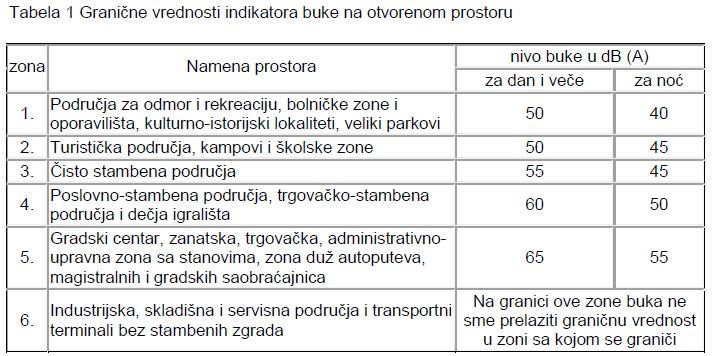 Tabela 1 Granične vrednosti indikatora buke na otvorenom prostoru
zona
Namena prostora
nivo buke u dB (A)
za dan i veče
za noć
1.
Područja za odmor i rekreaciju, bolničke zone i
oporavilišta, kulturno-istorijski lokaliteti, veliki parkovi
50
40
2.
Turistička područja, kampovi i školske zone
50
45
3.
Čisto stambena područja
55
45
4.
Poslovno-stambena područja, trgovačko-stambena
područja i dečja igrališta
60
50
5.
Gradski centar, zanatska, trgovačka, administrativno-
upravna zona sa stanovima, zona duž autoputeva,
magistralnih i gradskih saobraćajnica
65
55
6.
Industrijska, skladišna i servisna područja i transportni
terminali bez stambenih zgrada
Na granici ove zone buka ne
sme prelaziti graničnu vrednost
u zoni sa kojom se graniči